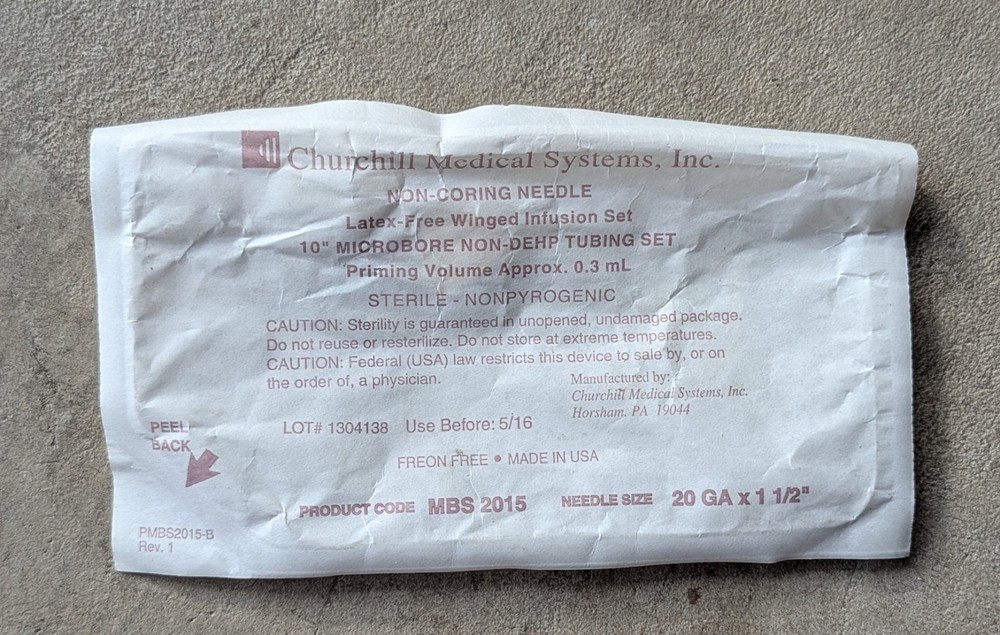 Churchill Medical Systems, Inc.
NON-CORING NEEDLE
Latex-Free Winged Infusion Set
10" MICROBORE NON-DEHP TUBING SET
Priming Volume Approx. 0.3 mL
STERILE - NONPYROGENIC
CAUTION: Sterility is guaranteed in unopened, undamaged package.
Do not reuse or resterilize. Do not store at extreme temperatures.
CAUTION: Federal (USA) law restricts this device to sale by, or on
the order of, a physician.
Manufactured by:
Churchill Medical Systems, Inc.
Horsham, PA 19044
PEEL
BACK
LOT# 1304138 Use Before: 5/16
FREON FREE • MADE IN USA
PRODUCT CODE MBS 2015 NEEDLE SIZE 20 GA x 1 1/2"
PMBS2015-B
Rev. 1